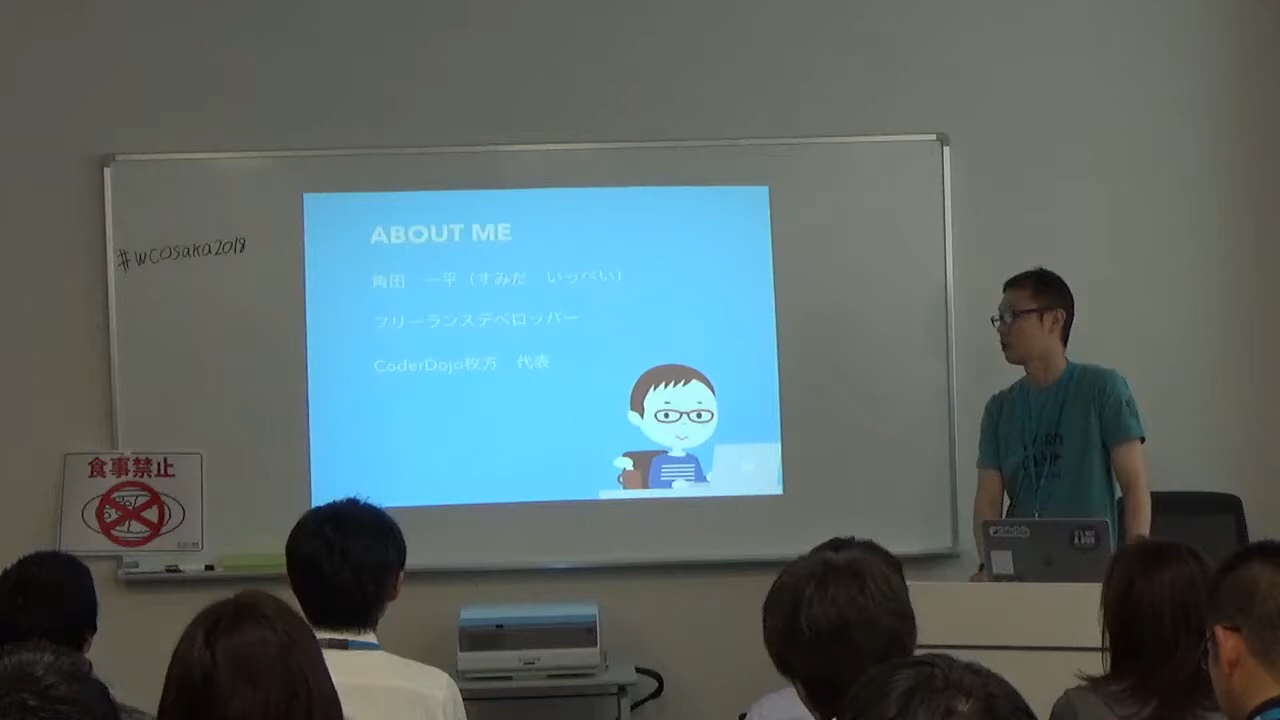 #WCOsaka2018
ABOUT ME
角田 一平（すみだ いっぺい）
フリーランスデベロッパー
CoderDojo枚方 代表
食事禁止